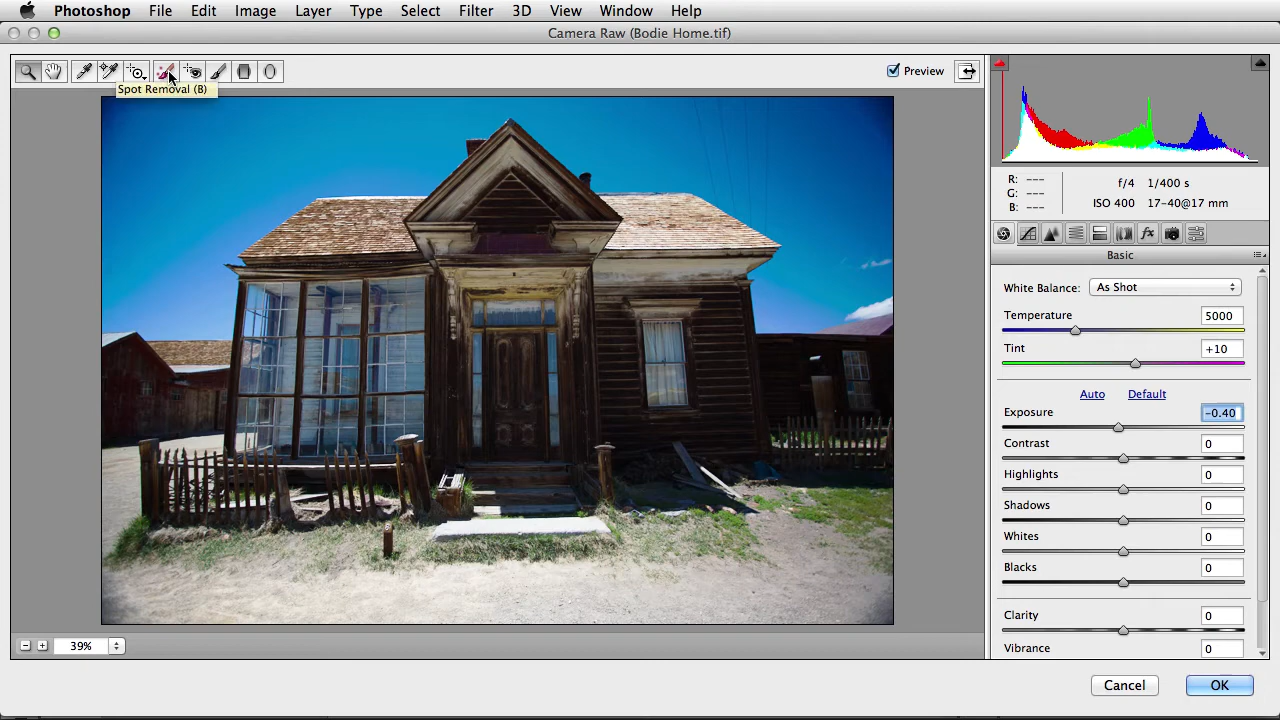 Photoshop File Edit Image Layer Type Select Filter 3D View Window Help
Camera Raw (Bodie Home.tif)
Preview
Spot Removal (B)
R: ---
G: ---
B: ---
f/4 1/400 s
ISO 400 17-40@17 mm
fx
Basic
White Balance: As Shot
Temperature 5000
Tint +10
Auto Default
Exposure -0.40
Contrast 0
Highlights 0
Shadows 0
Whites 0
Blacks 0
Clarity 0
Vibrance 0
39%
Cancel OK